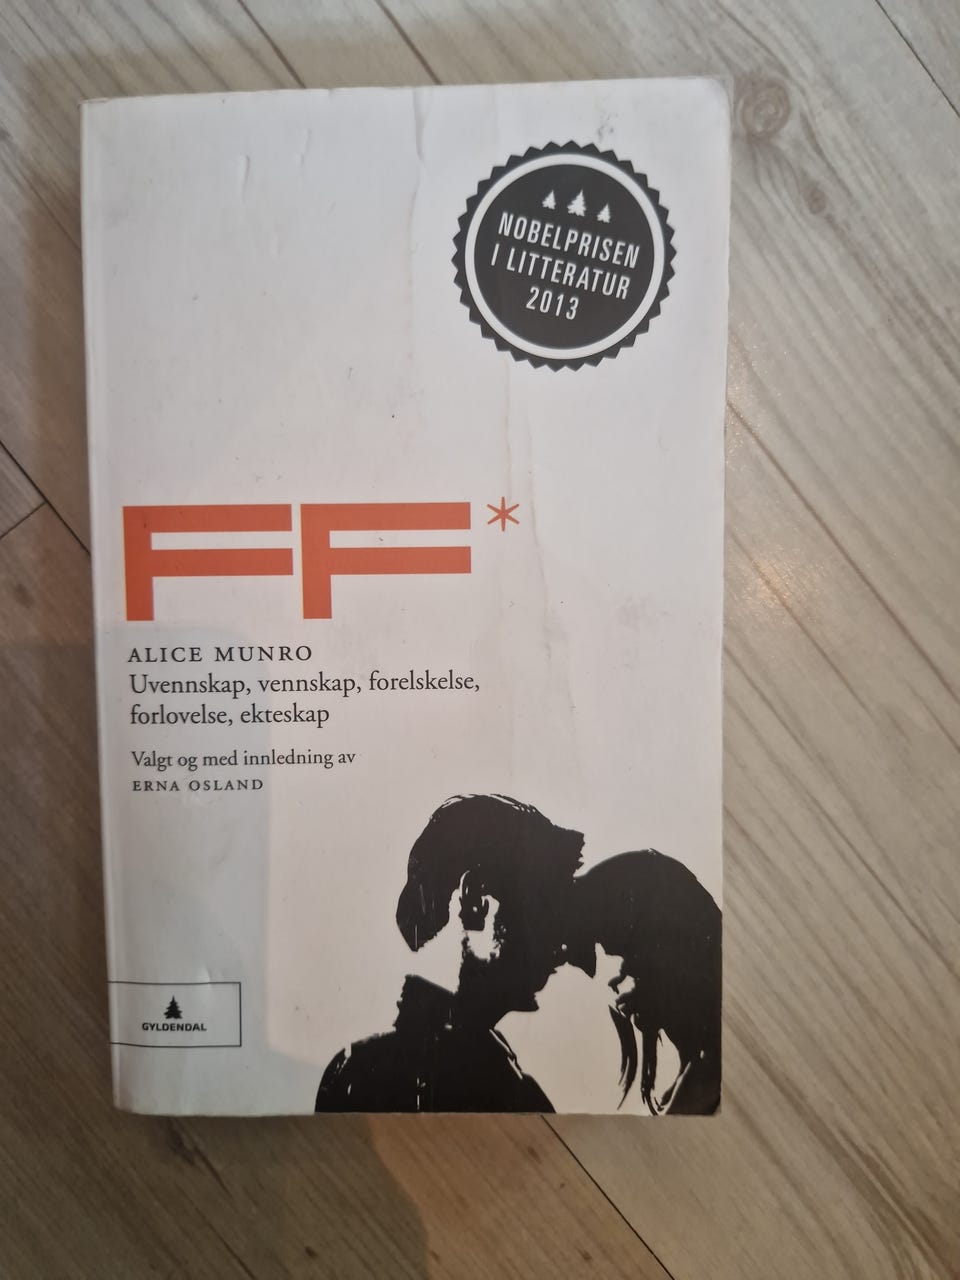 NOBELPRISEN
I LITTERATUR
2013
FF*
ALICE MUNRO
Uvennskap, vennskap, forelskelse,
forlovelse, ekteskap
Valgt og med innledning av
ERNA OSLAND
GYLDENDAL